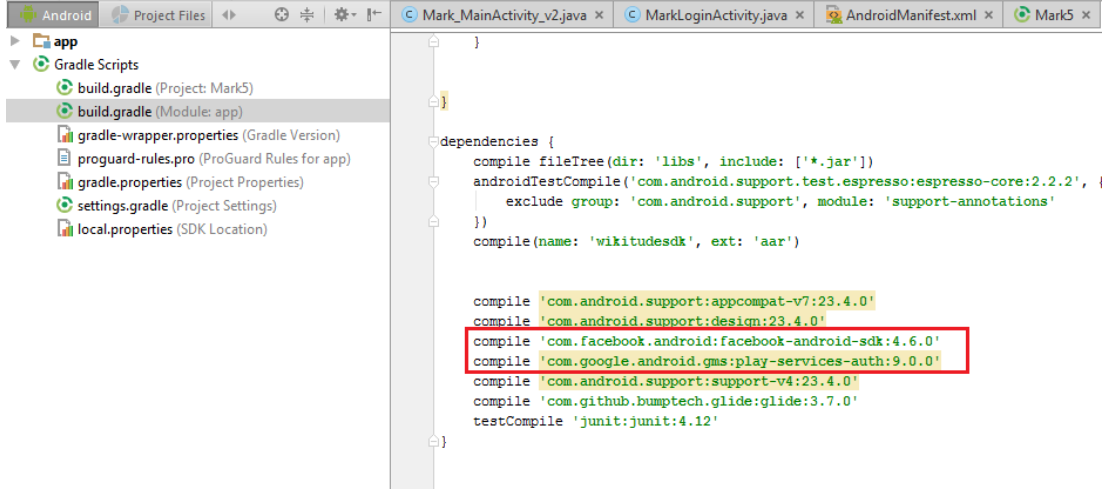 Android
Project Files
Mark_MainActivity_v2.java ×
MarkLoginActivity.java ×
AndroidManifest.xml ×
Mark5 ×
app
Gradle Scripts
build.gradle (Project: Mark5)
build.gradle (Module: app)
gradle-wrapper.properties (Gradle Version)
proguard-rules.pro (ProGuard Rules for app)
gradle.properties (Project Properties)
settings.gradle (Project Settings)
local.properties (SDK Location)
}
}
dependencies {
compile fileTree(dir: 'libs', include: ['*.jar'])
androidTestCompile('com.android.support.test.espresso:espresso-core:2.2.2', {
exclude group: 'com.android.support', module: 'support-annotations'
})
compile(name: 'wikitudesdk', ext: 'aar')
compile 'com.android.support:appcompat-v7:23.4.0'
compile 'com.android.support:design:23.4.0'
compile 'com.facebook.android:facebook-android-sdk:4.6.0'
compile 'com.google.android.gms:play-services-auth:9.0.0'
compile 'com.android.support:support-v4:23.4.0'
compile 'com.github.bumptech.glide:glide:3.7.0'
testCompile 'junit:junit:4.12'
}